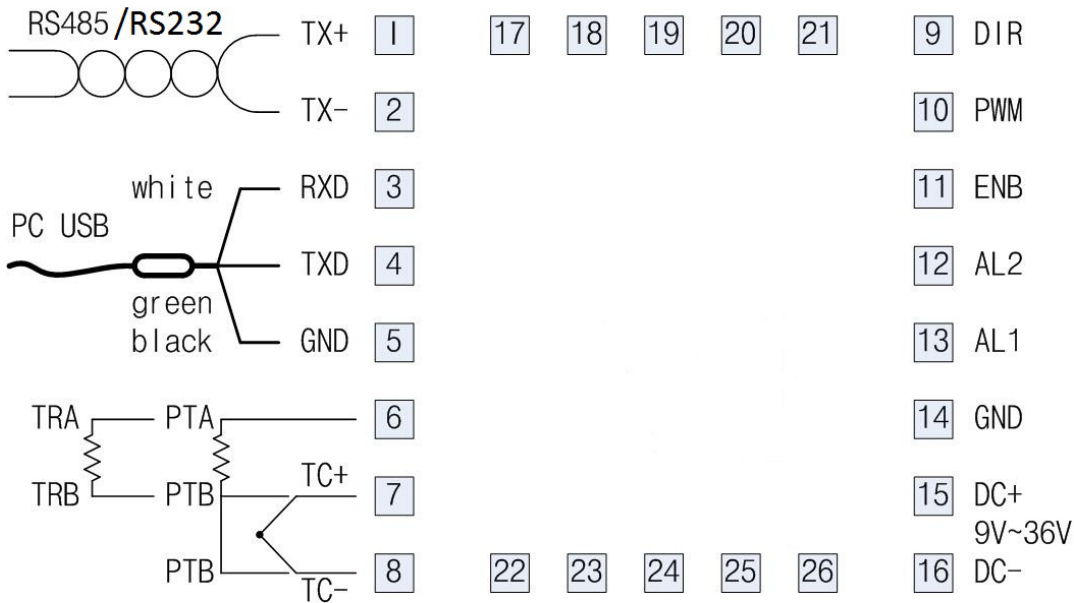 RS485/RS232 TX+ I 17 18 19 20 21 9 DIR
TX- 2 10 PWM
white RXD 3 11 ENB
PC USB
TXD 4 12 AL2
green
black GND 5 13 AL1
TRA PTA 6 14 GND
TC+
TRB PTB 7 15 DC+
9V~36V
PTB 8 22 23 24 25 26 16 DC-
TC-